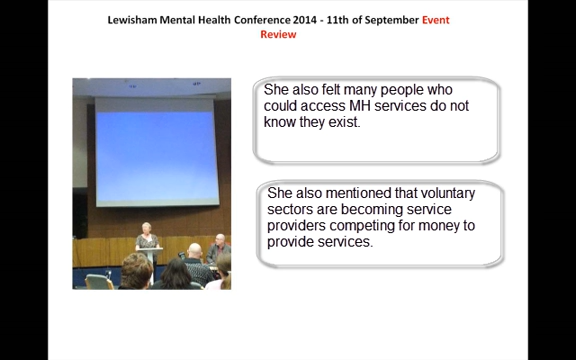 Lewisham Mental Health Conference 2014 - 11th of September Event
Review
She also felt many people who
could access MH services do not
know they exist.
She also mentioned that voluntary
sectors are becoming service
providers competing for money to
provide services.